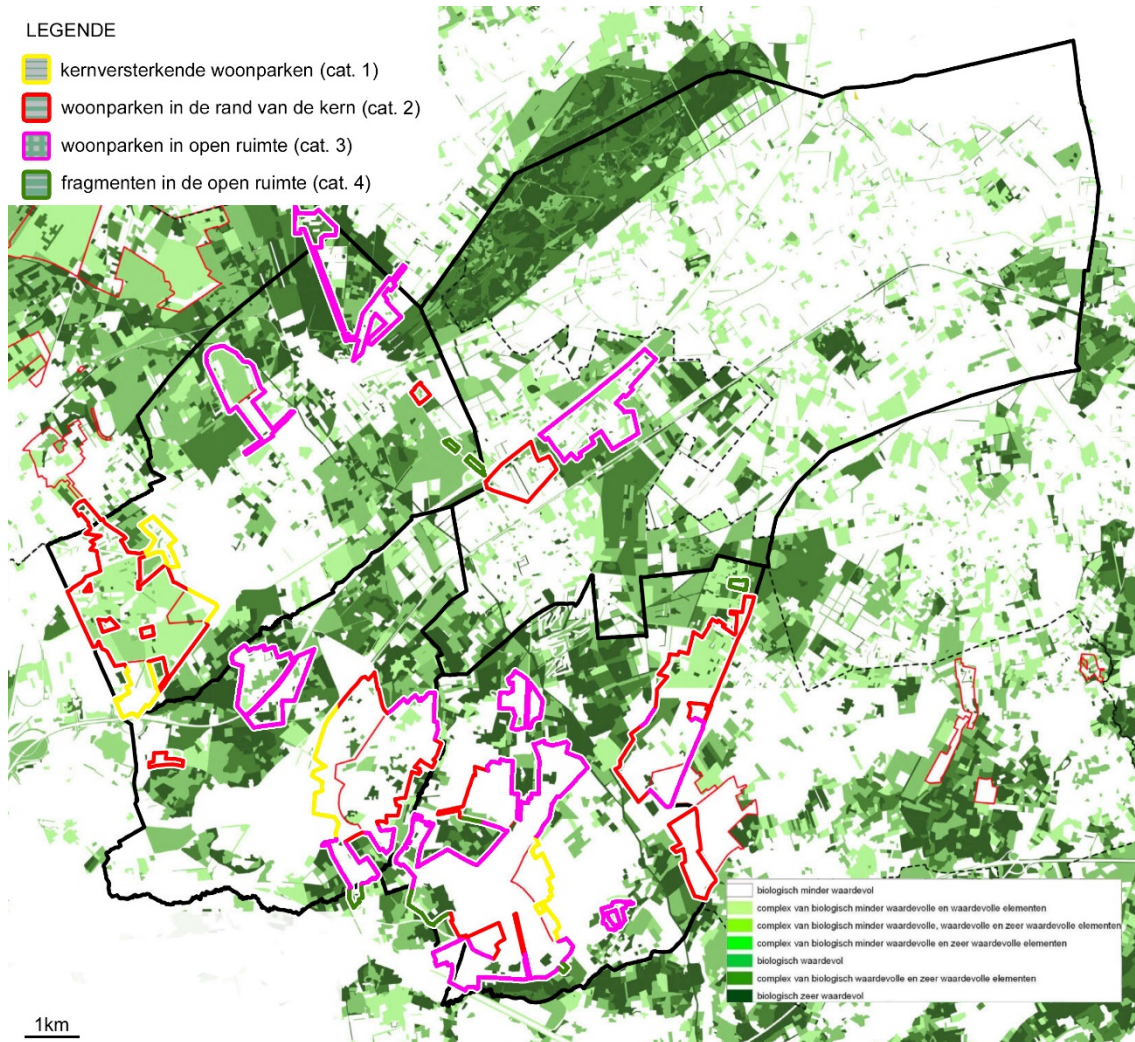 LEGENDE
kernversterkende woonparken (cat. 1)
woonparken in de rand van de kern (cat. 2)
woonparken in open ruimte (cat. 3)
fragmenten in de open ruimte (cat. 4)
biologisch minder waardevol
complex van biologisch minder waardevolle en waardevolle elementen
complex van biologisch minder waardevolle, waardevolle en zeer waardevolle elementen
complex van biologisch minder waardevolle en zeer waardevolle elementen
biologisch waardevol
complex van biologisch waardevolle en zeer waardevolle elementen
biologisch zeer waardevol
1km